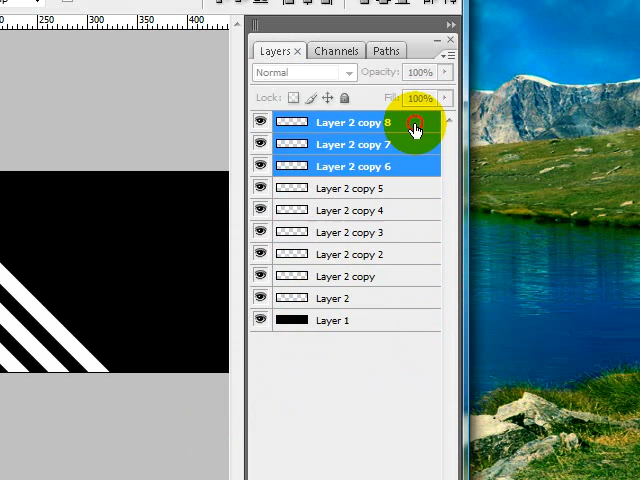 250 300 350 400
Layers Channels Paths
Normal Opacity: 100%
Lock: Fill: 100%
Layer 2 copy 8
Layer 2 copy 7
Layer 2 copy 6
Layer 2 copy 5
Layer 2 copy 4
Layer 2 copy 3
Layer 2 copy 2
Layer 2 copy
Layer 2
Layer 1